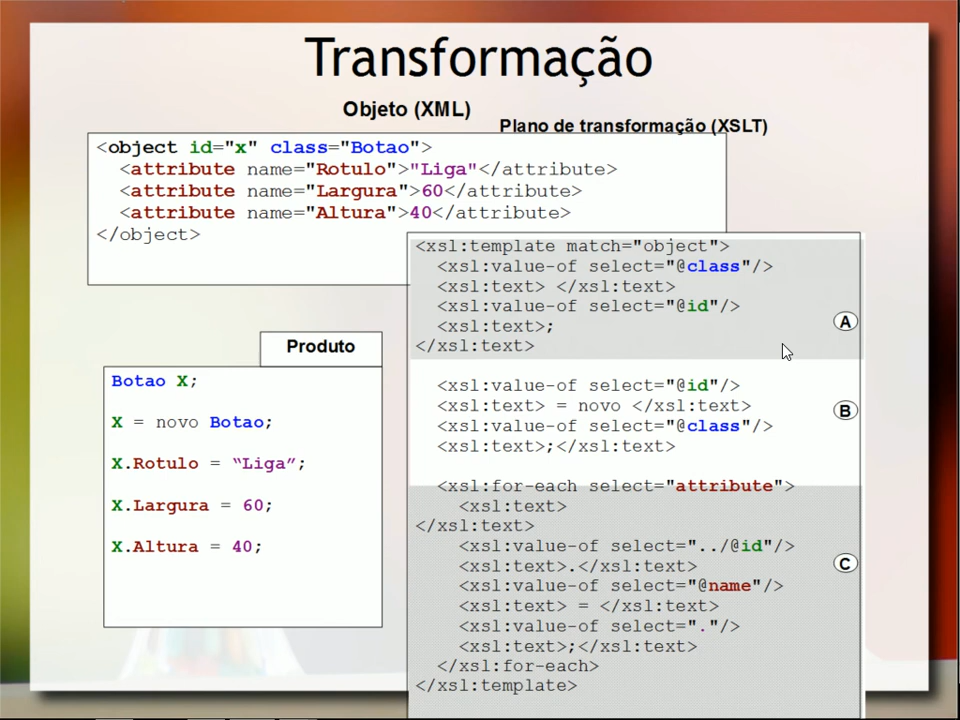 Transformação
Objeto (XML)
Plano de transformação (XSLT)
<object id="x" class="Botao">
<attribute name="Rotulo">"Liga"</attribute>
<attribute name="Largura">60</attribute>
<attribute name="Altura">40</attribute>
</object>
<xsl:template match="object">
<xsl:value-of select="@class"/>
<xsl:text> </xsl:text>
<xsl:value-of select="@id"/>
<xsl:text>;
</xsl:text>
A
<xsl:value-of select="@id"/>
<xsl:text> = novo </xsl:text>
<xsl:value-of select="@class"/>
<xsl:text>;</xsl:text>
B
<xsl:for-each select="attribute">
<xsl:text>
</xsl:text>
<xsl:value-of select="../@id"/>
<xsl:text>.</xsl:text>
<xsl:value-of select="@name"/>
<xsl:text> = </xsl:text>
<xsl:value-of select="."/>
<xsl:text>;</xsl:text>
</xsl:for-each>
</xsl:template>
C
Produto
Botao X;
X = novo Botao;
X.Rotulo = “Liga”;
X.Largura = 60;
X.Altura = 40;